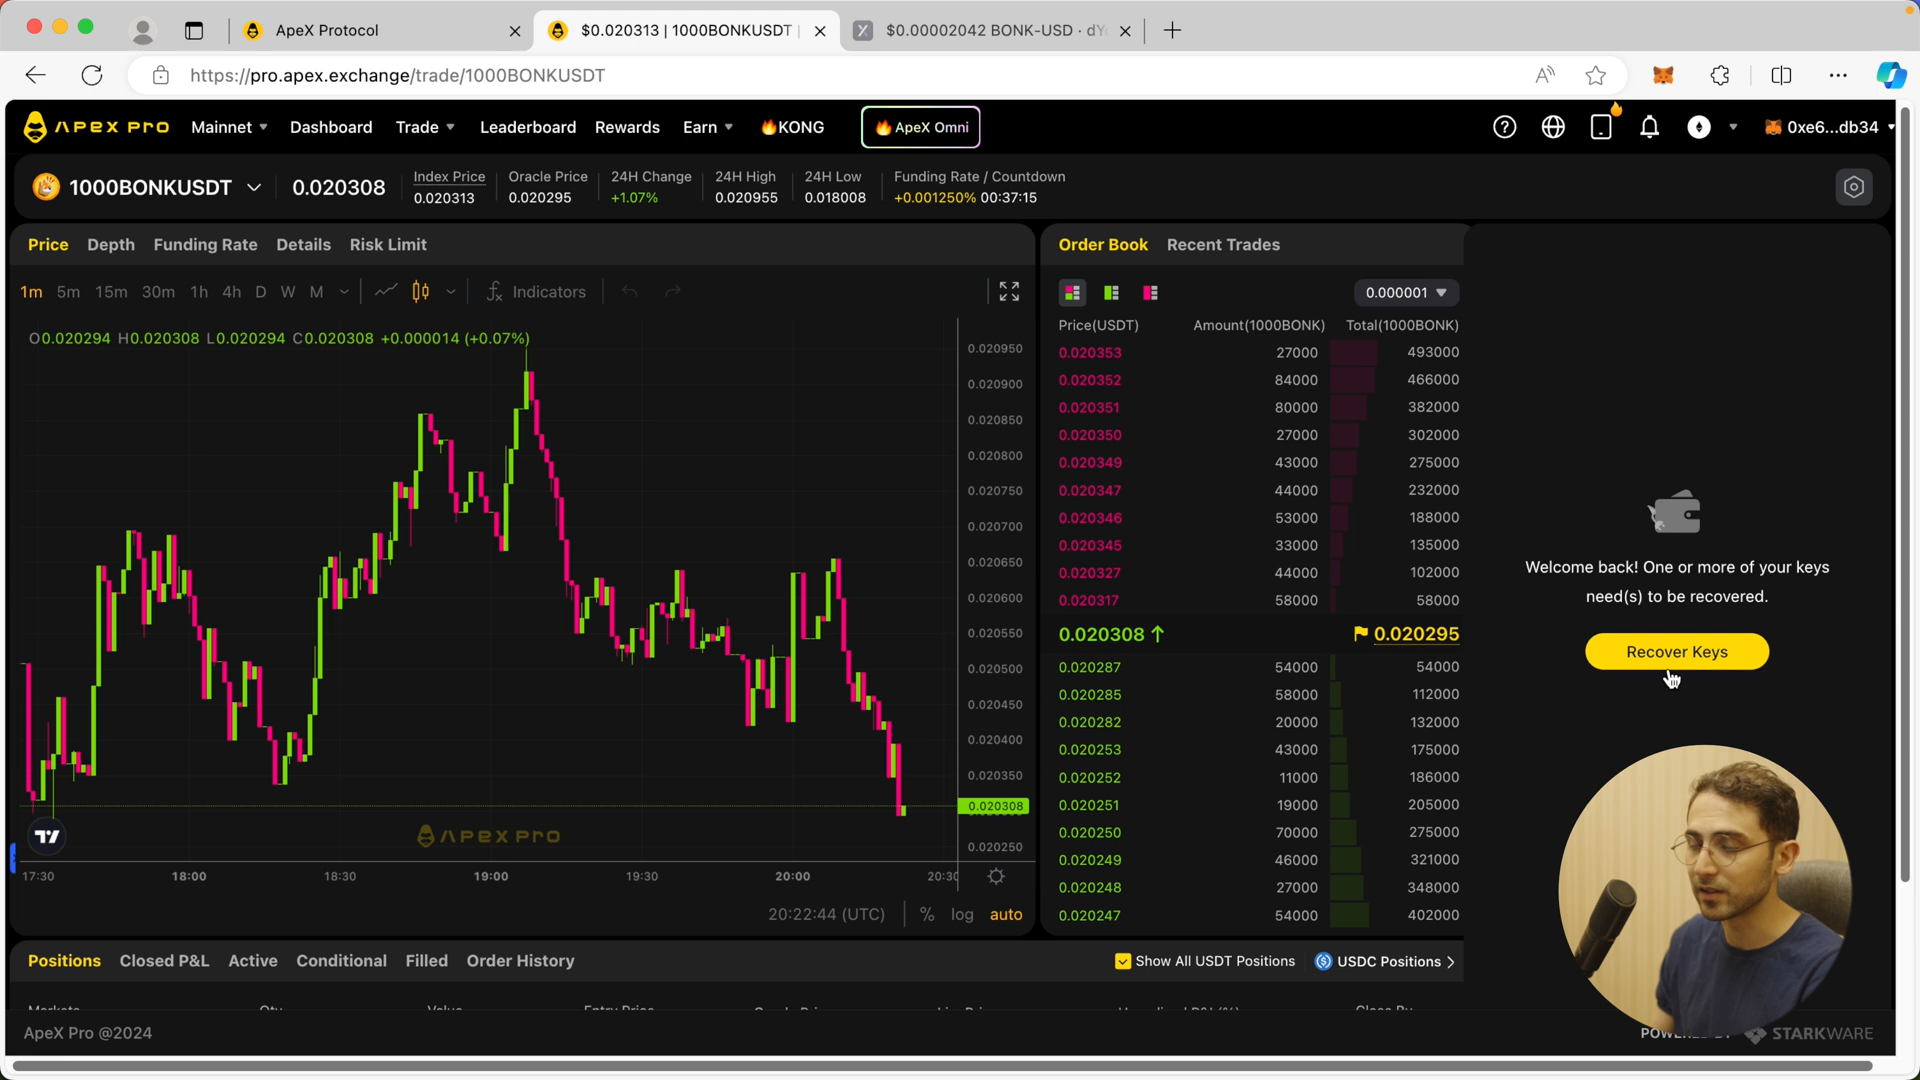 ApeX Protocol
$0.020313 | 1000BONKUSDT |
$0.00002042 BONK-USD · dY
https://pro.apex.exchange/trade/1000BONKUSDT
APEX PRO
Mainnet Dashboard Trade Leaderboard Rewards Earn 🔥KONG 🔥ApeX Omni
0xe6...db34
1000BONKUSDT
0.020308
Index Price
0.020313
Oracle Price
0.020295
24H Change
+1.07%
24H High
0.020955
24H Low
0.018008
Funding Rate / Countdown
+0.001250% 00:37:15
Price Depth Funding Rate Details Risk Limit
1m 5m 15m 30m 1h 4h D W M Indicators
O0.020294 H0.020308 L0.020294 C0.020308 +0.000014 (+0.07%)
0.020950
0.020900
0.020850
0.020800
0.020750
0.020700
0.020650
0.020600
0.020550
0.020500
0.020450
0.020400
0.020350
0.020308
0.020250
APEX PRO
17:30 18:00 18:30 19:00 19:30 20:00 20:30
20:22:44 (UTC) % log auto
Order Book Recent Trades
0.000001
Price(USDT) Amount(1000BONK) Total(1000BONK)
0.020353 27000 493000
0.020352 84000 466000
0.020351 80000 382000
0.020350 27000 302000
0.020349 43000 275000
0.020347 44000 232000
0.020346 53000 188000
0.020345 33000 135000
0.020327 44000 102000
0.020317 58000 58000
0.020308 ↑ 0.020295
0.020287 54000 54000
0.020285 58000 112000
0.020282 20000 132000
0.020253 43000 175000
0.020252 11000 186000
0.020251 19000 205000
0.020250 70000 275000
0.020249 46000 321000
0.020248 27000 348000
0.020247 54000 402000
Welcome back! One or more of your keys
need(s) to be recovered.
Recover Keys
Positions Closed P&L Active Conditional Filled Order History
Show All USDT Positions USDC Positions
ApeX Pro @2024
STARKWARE